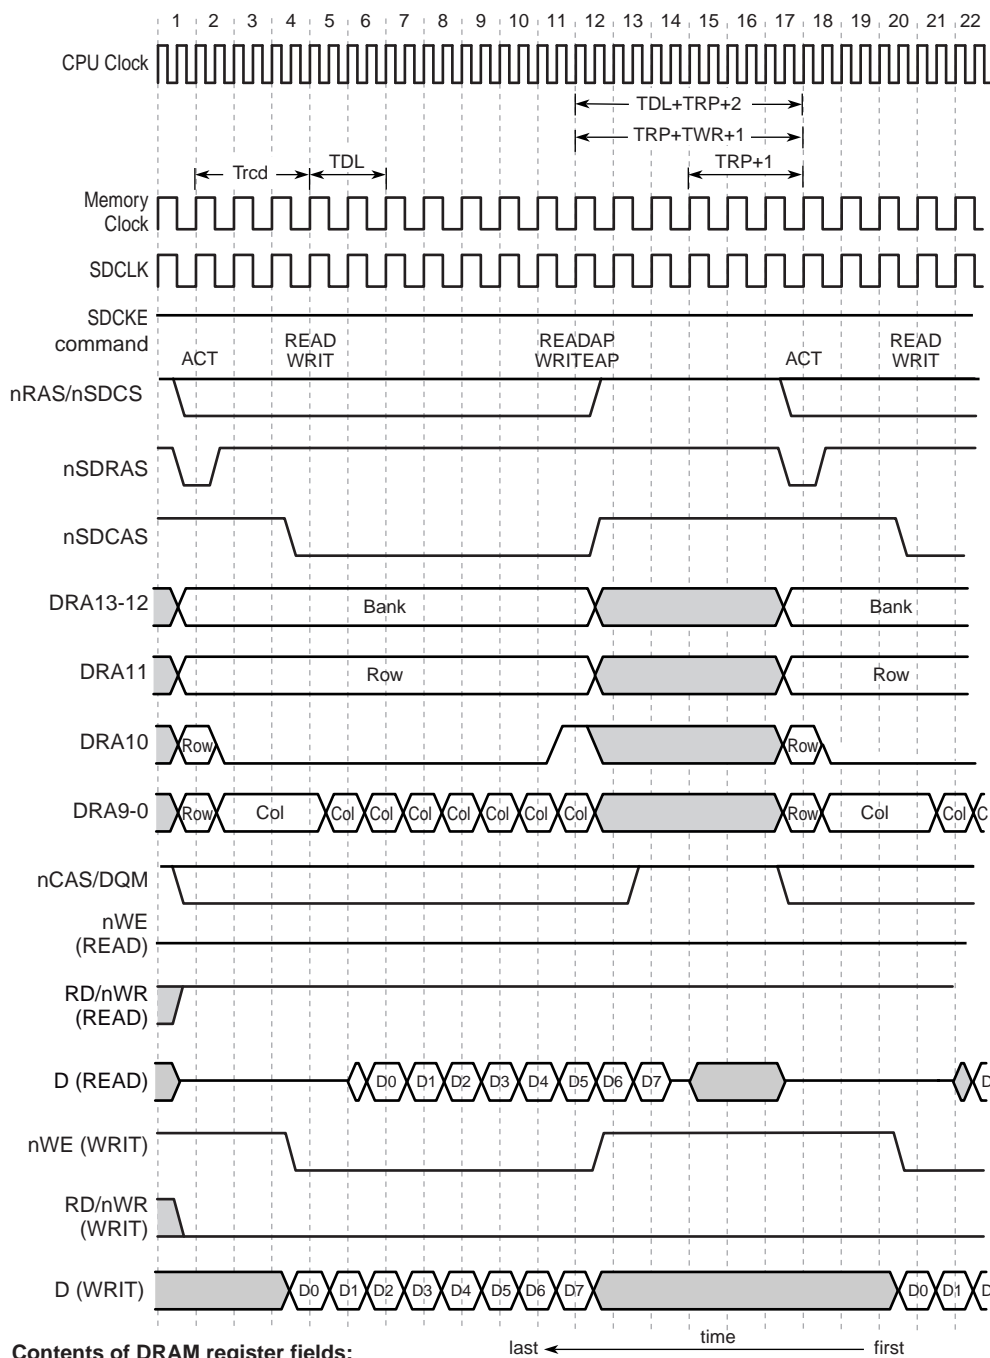 1 2 3 4 5 6 7 8 9 10 11 12 13 14 15 16 17 18 19 20 21 22
CPU Clock
TDL+TRP+2
TRP+TWR+1
Trcd TDL TRP+1
Memory
Clock
SDCLK
SDCKE
command
ACT READ WRIT READAP WRITEAP ACT READ WRIT
nRAS/nSDCS
nSDRAS
nSDCAS
DRA13-12 Bank Bank
DRA11 Row Row
DRA10 Row Row
DRA9-0 Row Col Col Col Col Col Col Col Col Row Col Col C
nCAS/DQM
nWE
(READ)
RD/nWR
(READ)
D (READ) D0 D1 D2 D3 D4 D5 D6 D7 D
nWE (WRIT)
RD/nWR
(WRIT)
D (WRIT) D0 D1 D2 D3 D4 D5 D6 D7 D0 D1 D
Contents of DRAM register fields: last time first